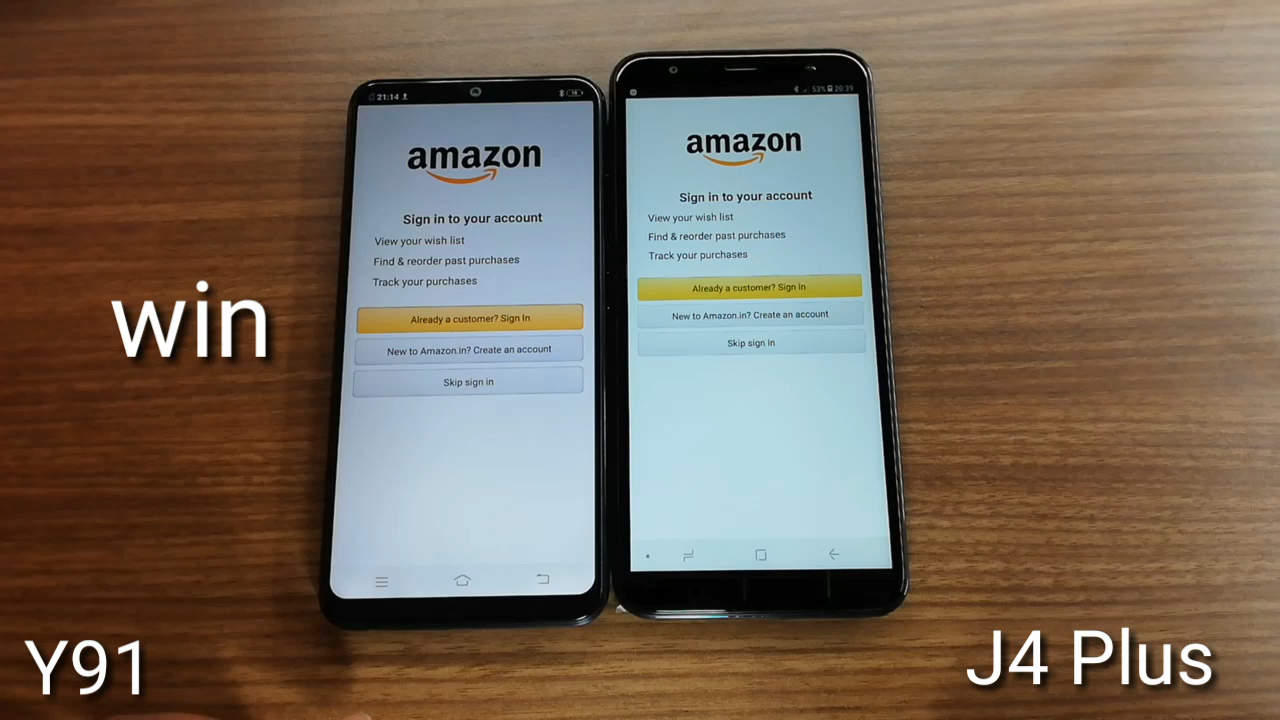 21:14
16
amazon
Sign in to your account
View your wish list
Find & reorder past purchases
Track your purchases
Already a customer? Sign In
New to Amazon.in? Create an account
Skip sign in
53% 20:39
amazon
Sign in to your account
View your wish list
Find & reorder past purchases
Track your purchases
Already a customer? Sign In
New to Amazon.in? Create an account
Skip sign in
win
Y91
J4 Plus